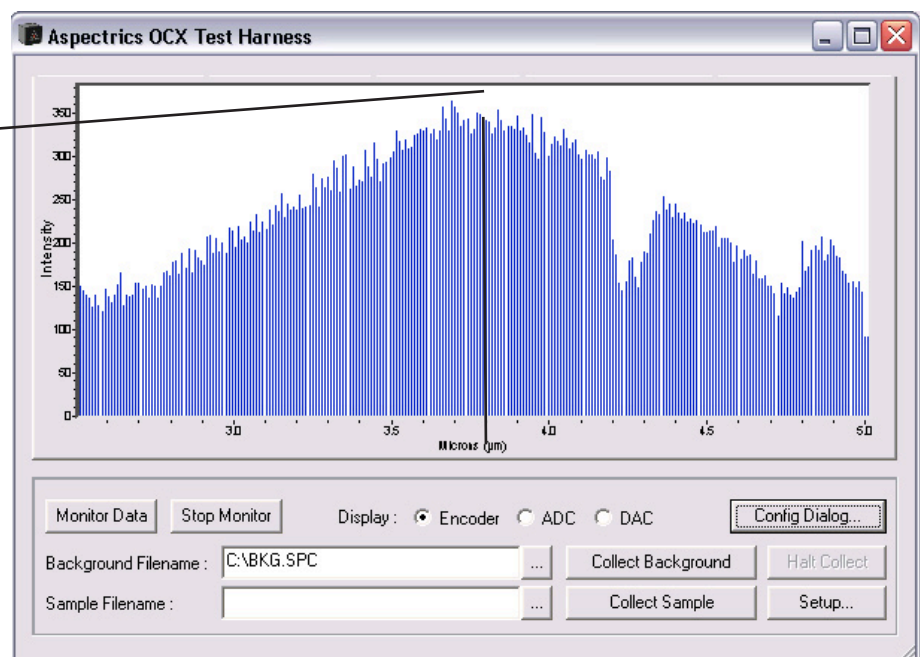 Aspectrics OCX Test Harness
Intensity
350
300
250
200
150
100
50
0
3.0 3.5 4.0 4.5 5.0
Microns (µm)
Monitor Data Stop Monitor Display : Encoder ADC DAC Config Dialog...
Background Filename : C:\BKG.SPC ... Collect Background Halt Collect
Sample Filename : ... Collect Sample Setup...